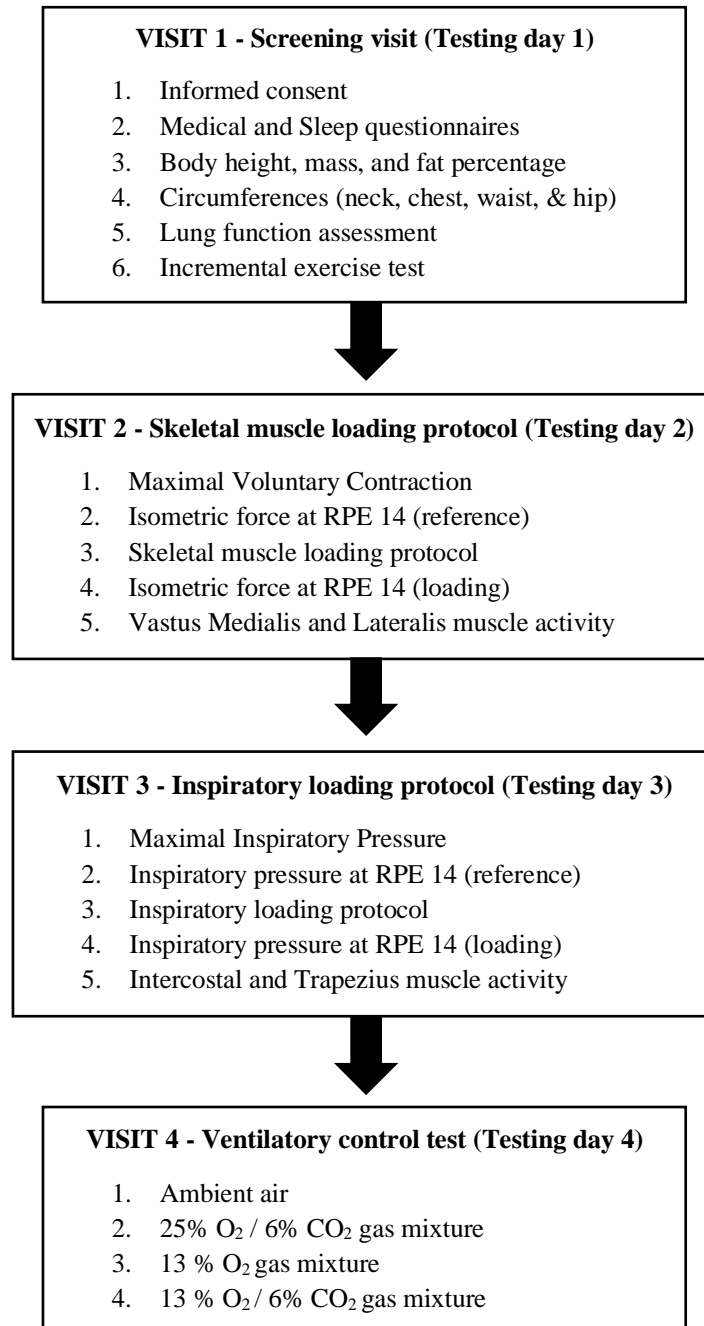 VISIT 1 - Screening visit (Testing day 1)
1. Informed consent
2. Medical and Sleep questionnaires
3. Body height, mass, and fat percentage
4. Circumferences (neck, chest, waist, & hip)
5. Lung function assessment
6. Incremental exercise test
VISIT 2 - Skeletal muscle loading protocol (Testing day 2)
1. Maximal Voluntary Contraction
2. Isometric force at RPE 14 (reference)
3. Skeletal muscle loading protocol
4. Isometric force at RPE 14 (loading)
5. Vastus Medialis and Lateralis muscle activity
VISIT 3 - Inspiratory loading protocol (Testing day 3)
1. Maximal Inspiratory Pressure
2. Inspiratory pressure at RPE 14 (reference)
3. Inspiratory loading protocol
4. Inspiratory pressure at RPE 14 (loading)
5. Intercostal and Trapezius muscle activity
VISIT 4 - Ventilatory control test (Testing day 4)
1. Ambient air
2. 25% O₂ / 6% CO₂ gas mixture
3. 13 % O₂ gas mixture
4. 13 % O₂ / 6% CO₂ gas mixture